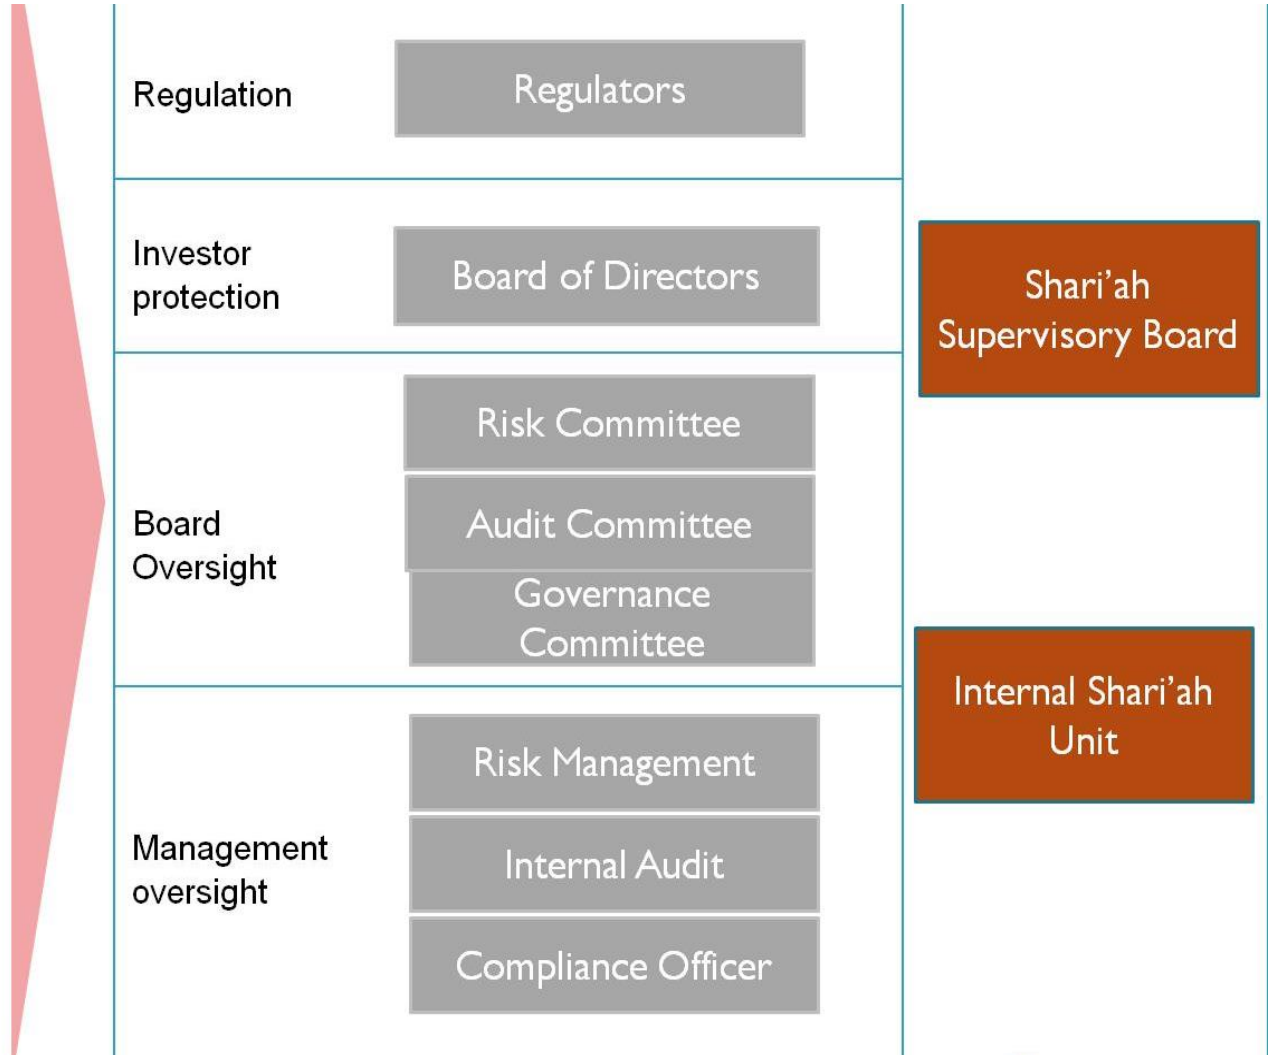 Regulation
Regulators
Investor
protection
Board of Directors
Shari’ah
Supervisory Board
Board
Oversight
Risk Committee
Audit Committee
Governance
Committee
Internal Shari’ah
Unit
Management
oversight
Risk Management
Internal Audit
Compliance Officer